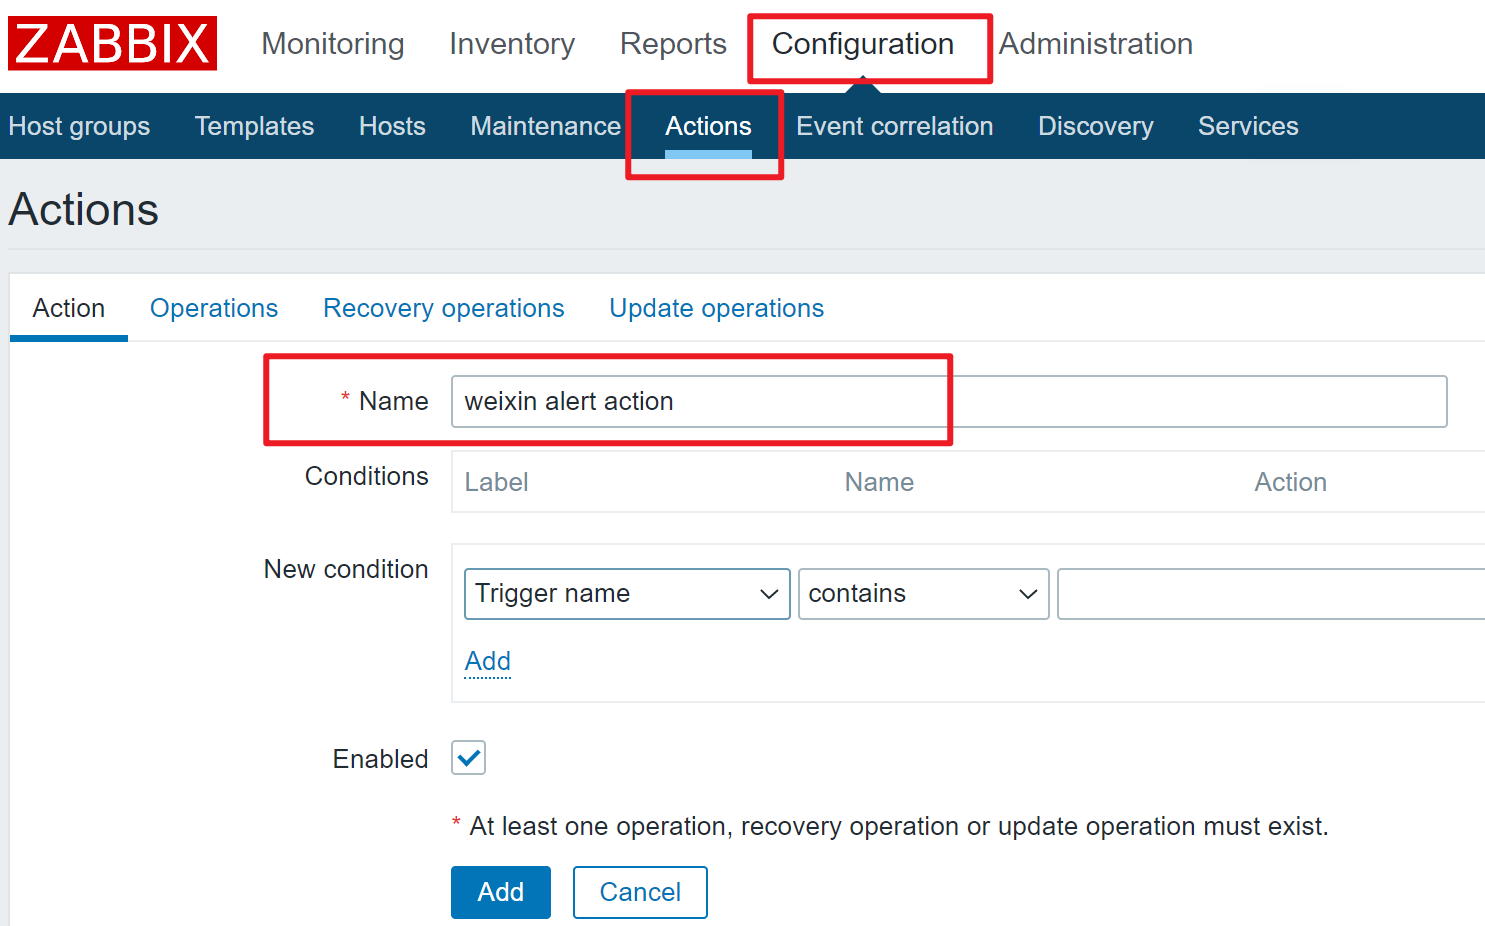 ZABBIX Monitoring Inventory Reports Configuration Administration
Host groups Templates Hosts Maintenance Actions Event correlation Discovery Services
Actions
Action Operations Recovery operations Update operations
* Name weixin alert action
Conditions Label Name Action
New condition Trigger name contains
Add
Enabled
* At least one operation, recovery operation or update operation must exist.
Add Cancel